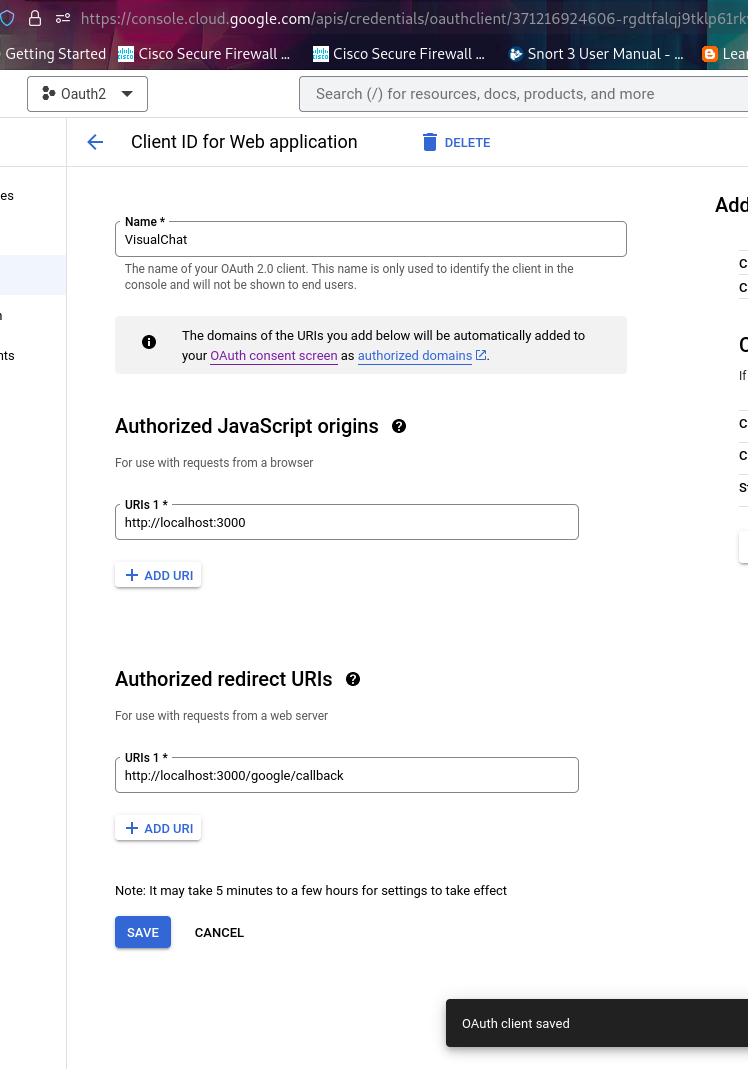 https://console.cloud.google.com/apis/credentials/oauthclient/371216924606-rgdtfalqj9tklp61rk
Getting Started
Cisco Secure Firewall ...
Cisco Secure Firewall ...
Snort 3 User Manual - ...
Lear
Oauth2
Search (/) for resources, docs, products, and more
Client ID for Web application
DELETE
es
nts
Name *
VisualChat
The name of your OAuth 2.0 client. This name is only used to identify the client in the
console and will not be shown to end users.
The domains of the URIs you add below will be automatically added to
your OAuth consent screen as authorized domains.
Authorized JavaScript origins
For use with requests from a browser
URIs 1 *
http://localhost:3000
ADD URI
Authorized redirect URIs
For use with requests from a web server
URIs 1 *
http://localhost:3000/google/callback
ADD URI
Note: It may take 5 minutes to a few hours for settings to take effect
SAVE
CANCEL
Add
If
OAuth client saved